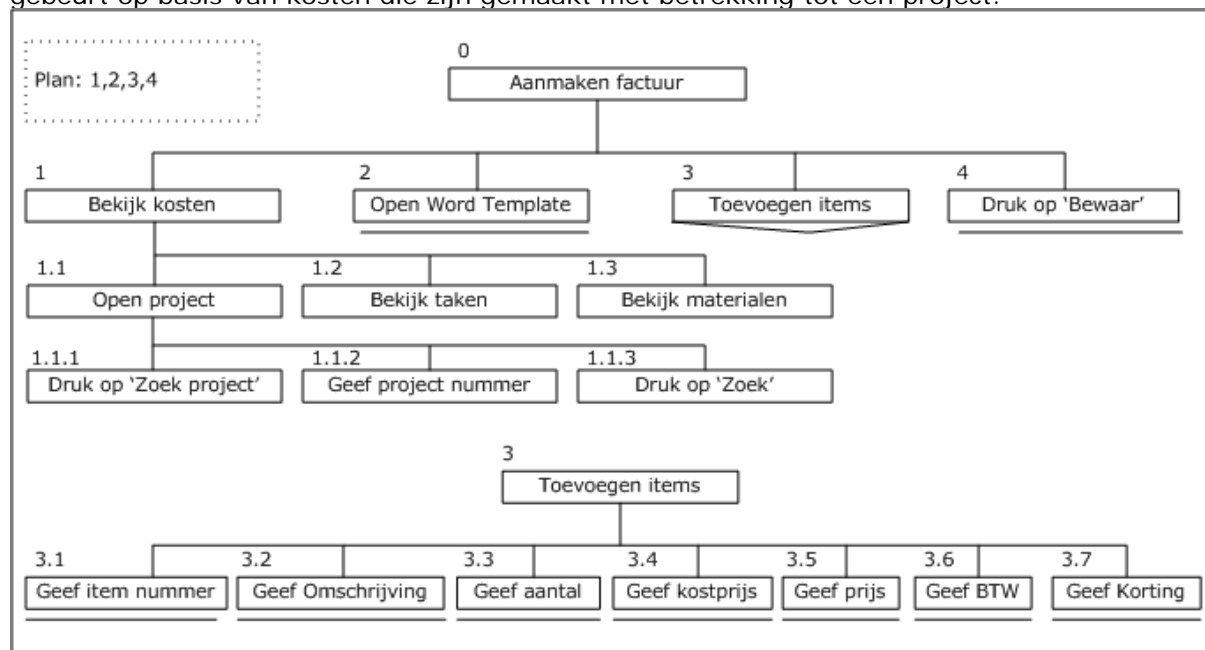 gebeurt op basis van kosten die zijn gemaakt met betrekking tot een project.
0
Plan: 1,2,3,4
Aanmaken factuur
1 2 3 4
Bekijk kosten Open Word Template Toevoegen items Druk op ‘Bewaar’
1.1 1.2 1.3
Open project Bekijk taken Bekijk materialen
1.1.1 1.1.2 1.1.3
Druk op ‘Zoek project’ Geef project nummer Druk op ‘Zoek’
3
Toevoegen items
3.1 3.2 3.3 3.4 3.5 3.6 3.7
Geef item nummer Geef Omschrijving Geef aantal Geef kostprijs Geef prijs Geef BTW Geef Korting